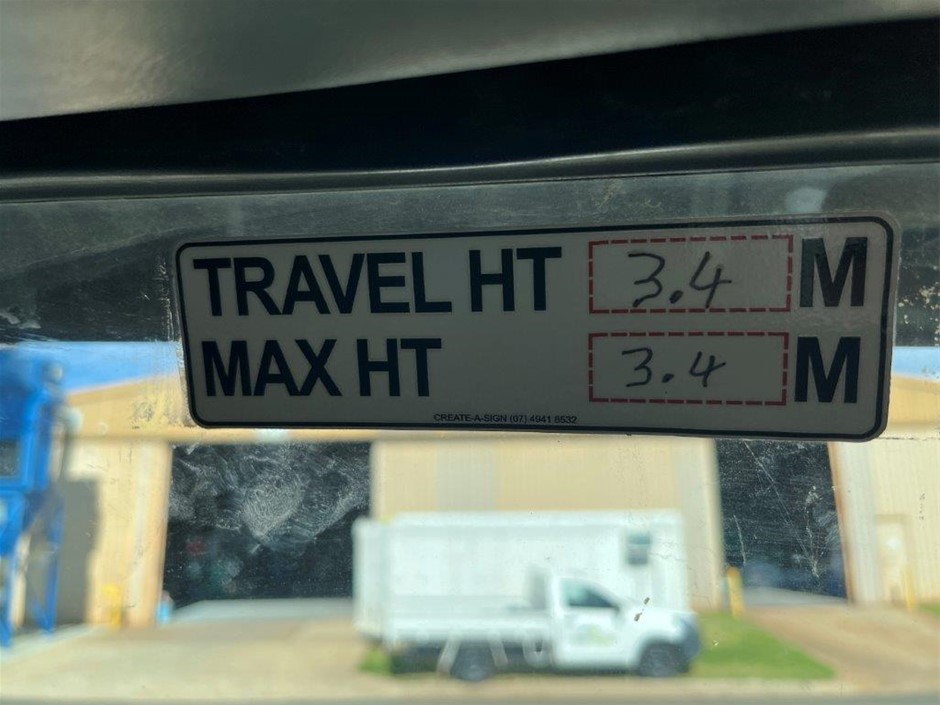 TRAVEL HT 3.4 M
MAX HT 3.4 M
CREATE-A-SIGN (07) 4941 8532